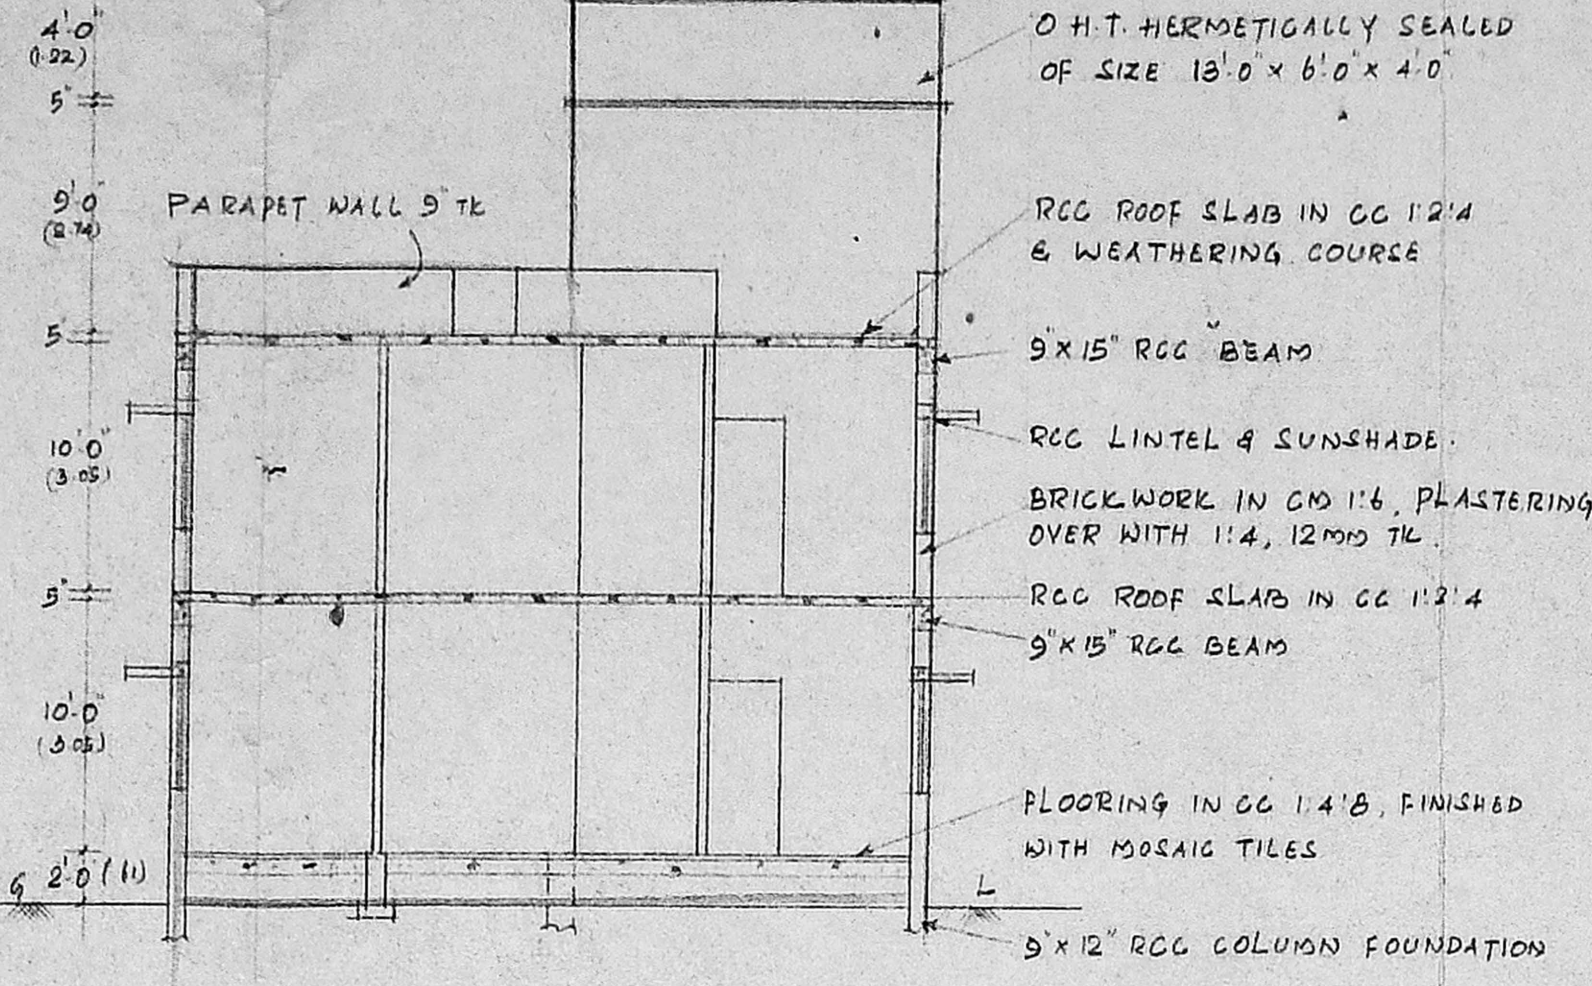 4'-0"
(1.22)
5"
9'-0"
(2.74)
5"
10'-0"
(3.05)
5"
10'-0"
(3.05)
G 2'-0"
PARAPET WALL 9" TK
O H.T. HERMETICALLY SEALED
OF SIZE 13'-0" x 6'-0" x 4'-0"
RCC ROOF SLAB IN CC 1:2:4
& WEATHERING COURSE
9" X 15" RCC BEAM
RCC LINTEL & SUNSHADE.
BRICKWORK IN CM 1:6, PLASTERING
OVER WITH 1:4, 12MM TK.
RCC ROOF SLAB IN CC 1:2:4
9" X 15" RCC BEAM
FLOORING IN CC 1:4:8, FINISHED
WITH MOSAIC TILES
L
9" X 12" RCC COLUMN FOUNDATION